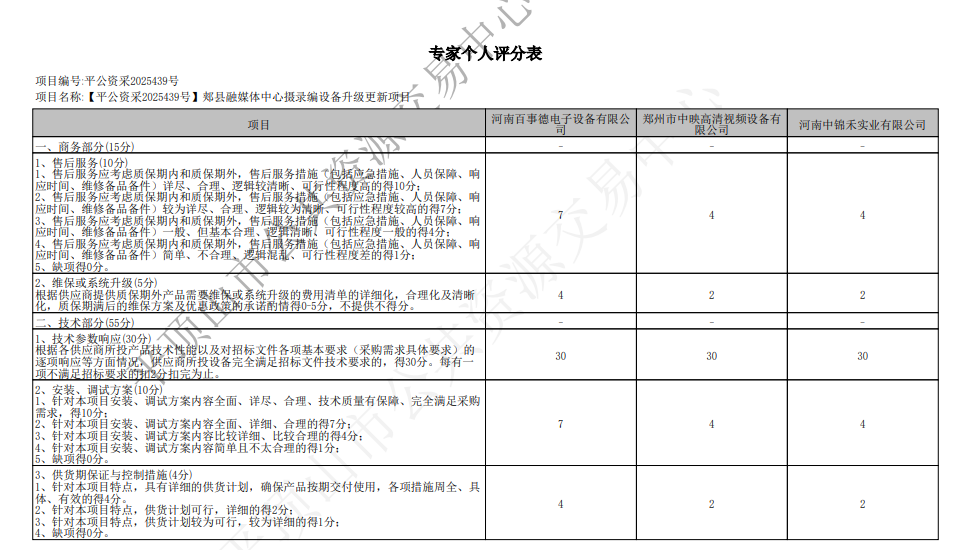 专家个人评分表
项目编号:平公资采2025439号
项目名称:【平公资采2025439号】郏县融媒体中心摄录编设备升级更新项目
项目
河南百事德电子设备有限公
司
郑州市中映高清视频设备有
限公司
河南中锦禾实业有限公司
一、商务部分(15分)
-
-
-
1、售后服务(10分)
1、售后服务应考虑质保期内和质保期外，售后服务措施（包括应急措施、人员保障、响
应时间、维修备品备件）详尽、合理、逻辑较清晰、可行性程度高的得10分；
2、售后服务应考虑质保期内和质保期外，售后服务措施（包括应急措施、人员保障、响
应时间、维修备品备件）较为详尽、合理、逻辑较为清晰、可行性程度较高的得7分；
3、售后服务应考虑质保期内和质保期外，售后服务措施（包括应急措施、人员保障、响
应时间、维修备品备件）一般、但基本合理、逻辑清晰、可行性程度一般的得4分；
4、售后服务应考虑质保期内和质保期外，售后服务措施（包括应急措施、人员保障、响
应时间、维修备品备件）简单、不合理、逻辑混乱、可行性程度差的得1分；
5、缺项得0分。
7
4
4
2、维保或系统升级(5分)
根据供应商提供质保期外产品需要维保或系统升级的费用清单的详细化，合理化及清晰
化，质保期满后的维保方案及优惠政策的承诺酌情得0-5分，不提供不得分。
4
2
2
二、技术部分(55分)
-
-
-
1、技术参数响应(30分)
根据各供应商所投产品技术性能以及对招标文件各项基本要求（采购需求具体要求）的
逐项响应等方面情况，供应商所投设备完全满足招标文件技术要求的，得30分。每有一
项不满足招标要求的扣2分扣完为止。
30
30
30
2、安装、调试方案(10分)
1、针对本项目安装、调试方案内容全面、详尽、合理、技术质量有保障、完全满足采购
需求，得10分；
2、针对本项目安装、调试方案内容全面、详细、合理的得7分；
3、针对本项目安装、调试方案内容比较详细、比较合理的得4分；
4、针对本项目安装、调试方案内容简单且不太合理的得1分；
5、缺项得0分。
7
4
4
3、供货期保证与控制措施(4分)
1、针对本项目特点，具有详细的供货计划，确保产品按期交付使用，各项措施周全、具
体、有效的得4分。
2、针对本项目特点，供货计划可行，详细的得2分；
3、针对本项目特点，供货计划较为可行，较为详细的得1分；
4、缺项得0分。
4
2
2
平顶山市公共资源交易中心
平顶山市公共资源交易中心